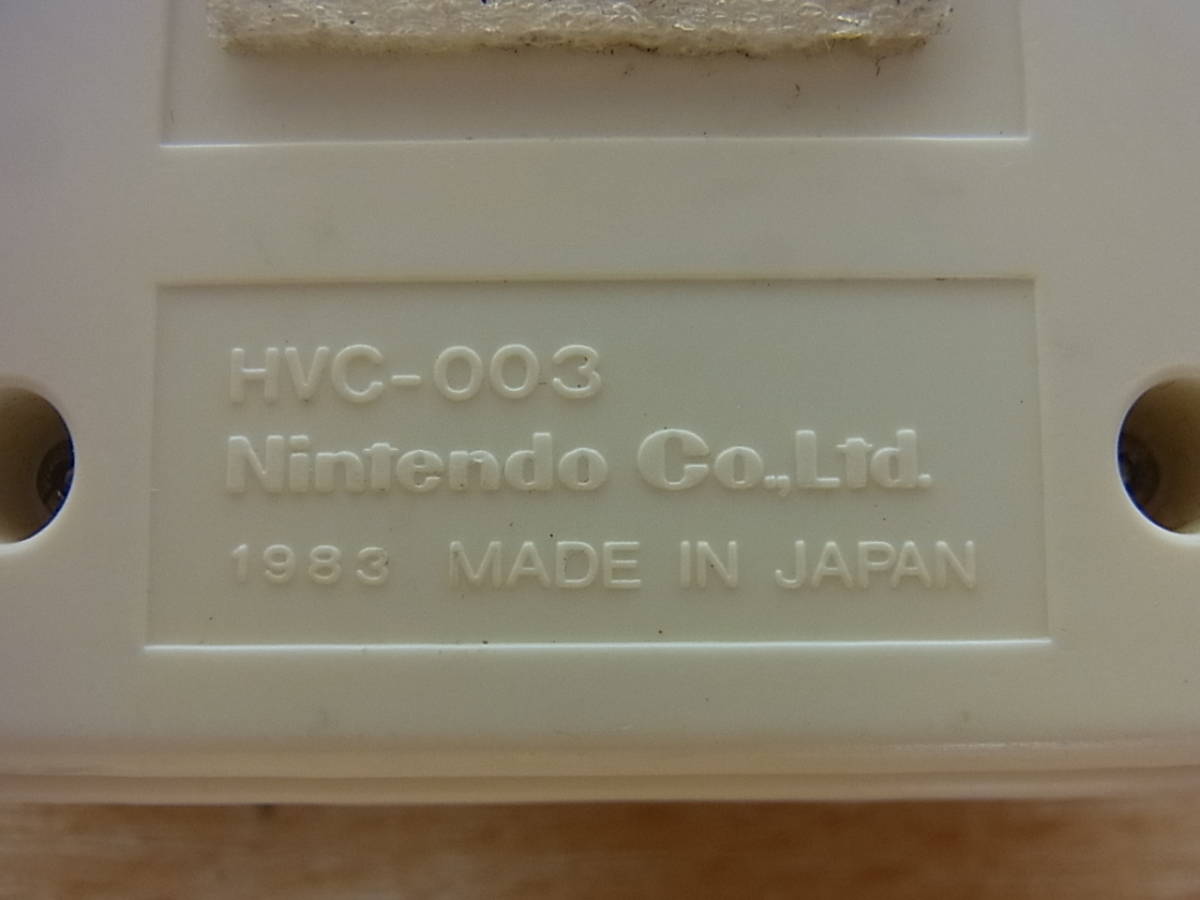 HVC-003
Nintendo Co.,Ltd.
1983 MADE IN JAPAN